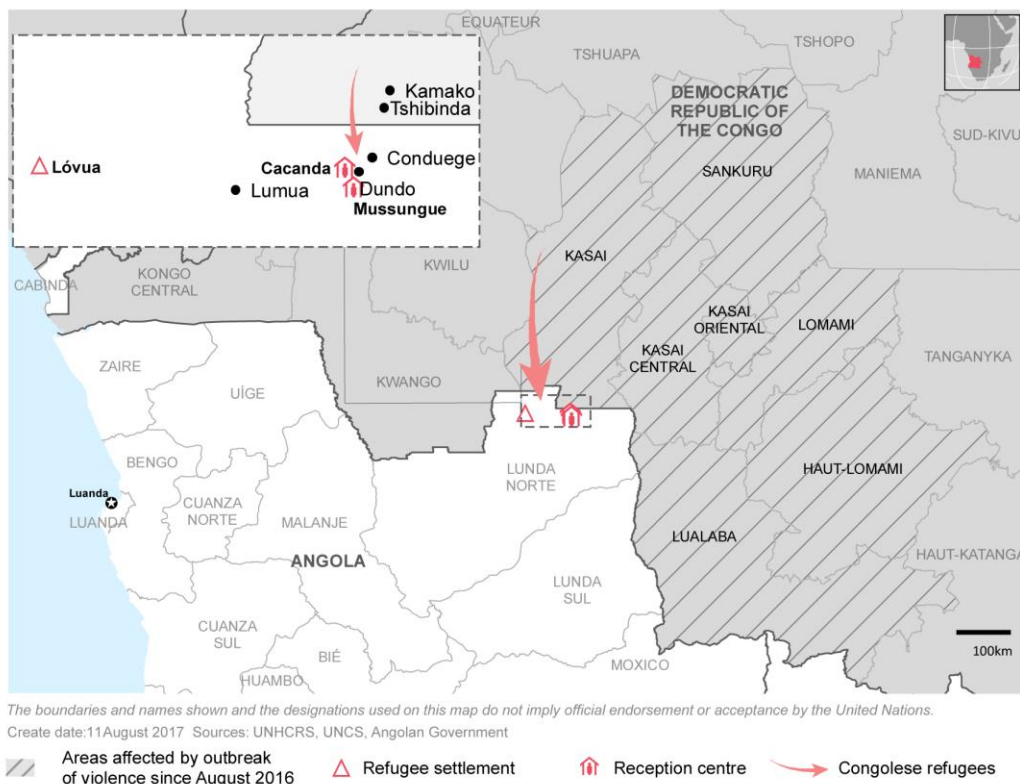 EQUATEUR
TSHUAPA
TSHOPO
DEMOCRATIC
REPUBLIC OF
THE CONGO
SUD-KIVU
SANKURU
MANIEMA
Kamako
Tshibinda
Conduege
Cacanda
Dundo
Mussungue
Lóvua
Lumua
CABINDA
KONGO
CENTRAL
KWILU
KASAI
KASAI
ORIENTAL
LOMAMI
KASAI
CENTRAL
TANGANYKA
KWANGO
ZAIRE
UÍGE
BENGO
LUNDA
NORTE
HAUT-LOMAMI
Luanda
LUANDA
CUANZA
NORTE
MALANJE
ANGOLA
LUALABA
HAUT-KATANGA
LUNDA
SUL
CUANZA
SUL
BIÉ
HUAMBO
MOXICO
100km
The boundaries and names shown and the designations used on this map do not imply official endorsement or acceptance by the United Nations.
Create date:11August 2017 Sources: UNHCRS, UNCS, Angolan Government
Areas affected by outbreak
of violence since August 2016
Refugee settlement
Reception centre
Congolese refugees